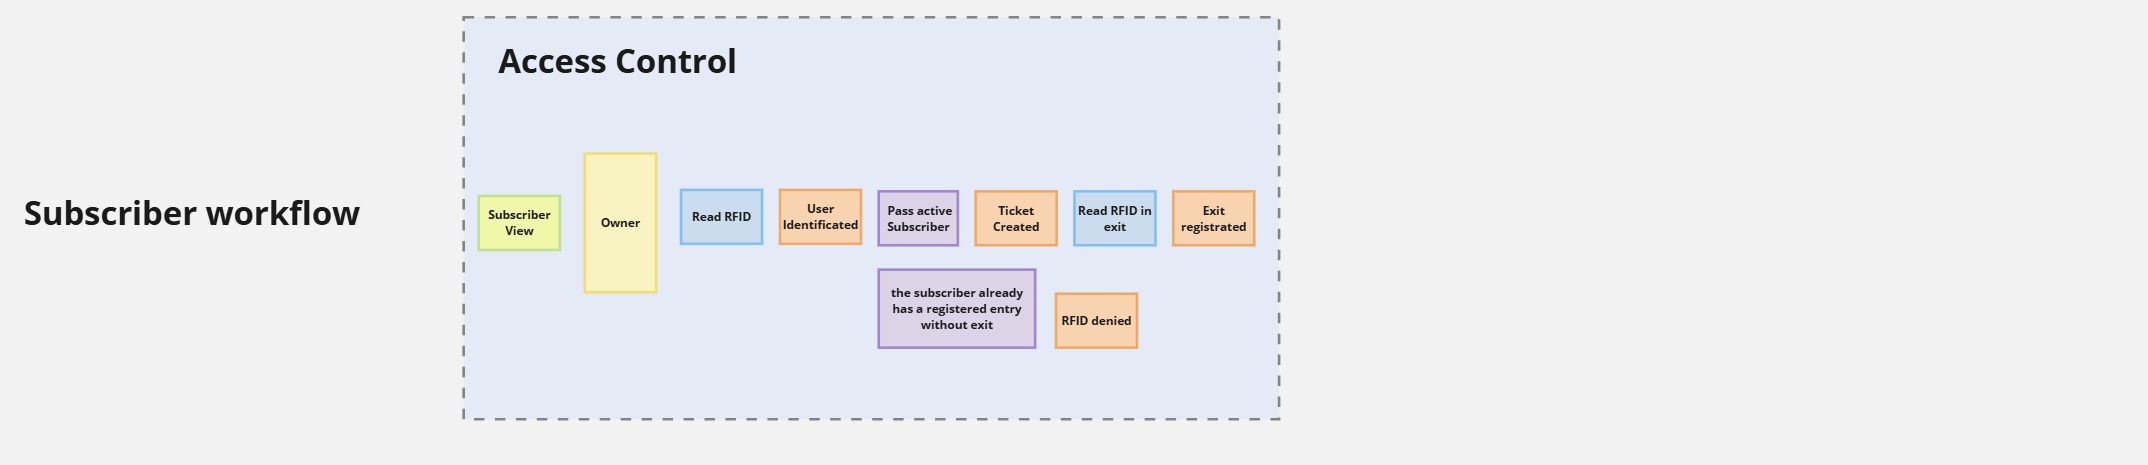 Access Control
Subscriber workflow
Subscriber
View
Owner
Read RFID
User
Identificated
Pass active
Subscriber
Ticket
Created
Read RFID in
exit
Exit
registrated
the subscriber already
has a registered entry
without exit
RFID denied